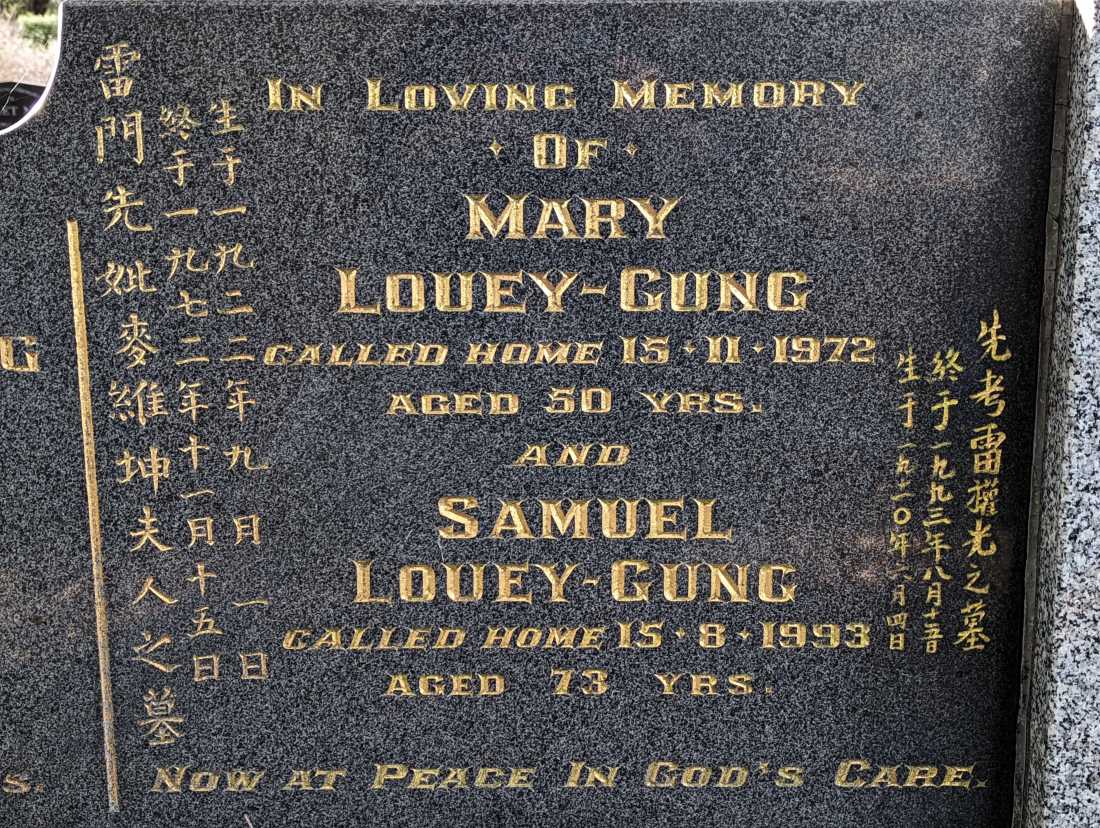 雷門先妣麥維坤夫人之墓
終于一九七二年十一月十五日
生于一九二二年九月一日
IN LOVING MEMORY
OF
MARY
LOUEY-GUNG
CALLED HOME 15·11·1972
AGED 50 YRS.
AND
SAMUEL
LOUEY-GUNG
CALLED HOME 15·8·1993
AGED 73 YRS.
先考雷權光之墓
終于一九九三年八月十五日
生于一九二〇年六月四日
NOW AT PEACE IN GOD'S CARE.
G
S.